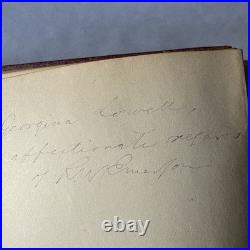 Georgina Lowell,
affectionate regards
of R W Emerson